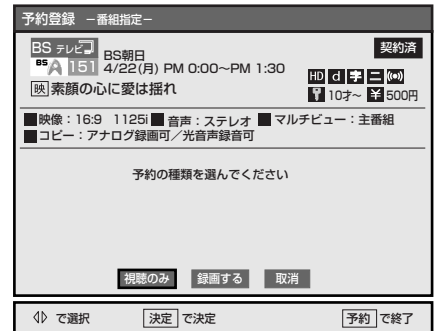 予約登録 －番組指定－
BS テレビ 契約済
BSA 151 BS朝日
4/22(月) PM 0:00～PM 1:30
HD d 字 二 ((•))
映 素顔の心に愛は揺れ
10才～ ¥ 500円
■映像：16:9 1125i ■音声：ステレオ ■マルチビュー：主番組
■コピー：アナログ録画可／光音声録音可
予約の種類を選んでください
視聴のみ 録画する 取消
で選択 決定 で決定 予約 で終了